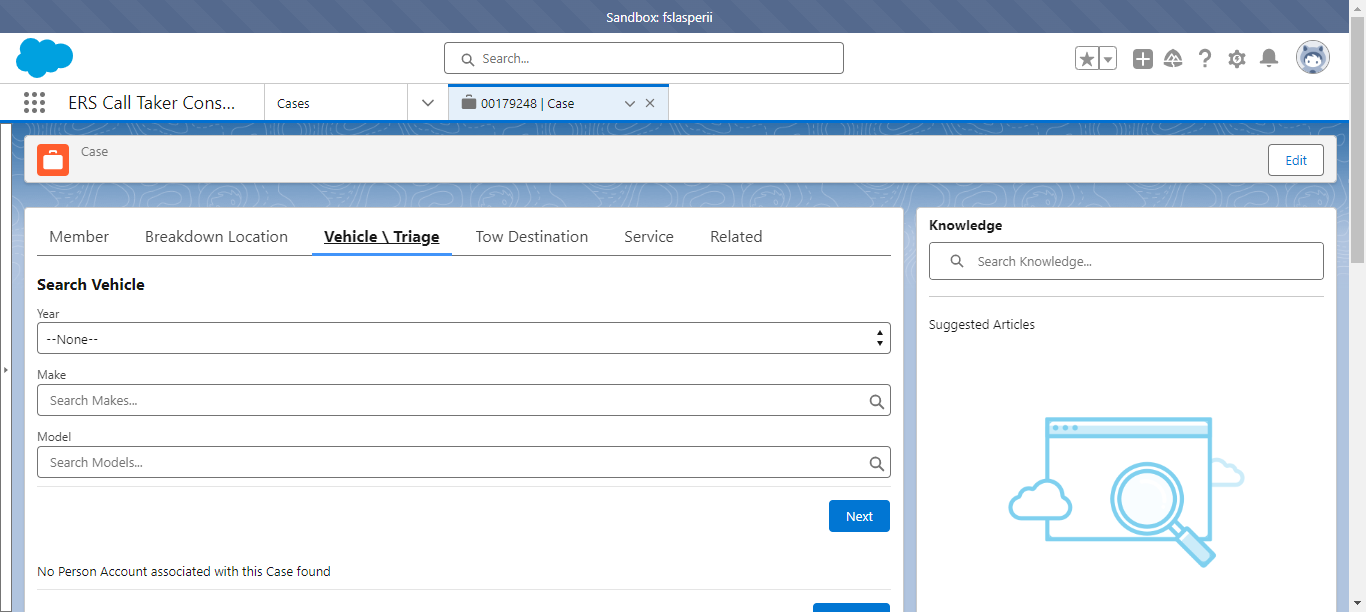 Sandbox: fslasperii
Search...
ERS Call Taker Cons...
Cases
00179248 | Case
Case
Edit
Member
Breakdown Location
Vehicle \ Triage
Tow Destination
Service
Related
Search Vehicle
Year
--None--
Make
Search Makes...
Model
Search Models...
Next
No Person Account associated with this Case found
Knowledge
Search Knowledge...
Suggested Articles